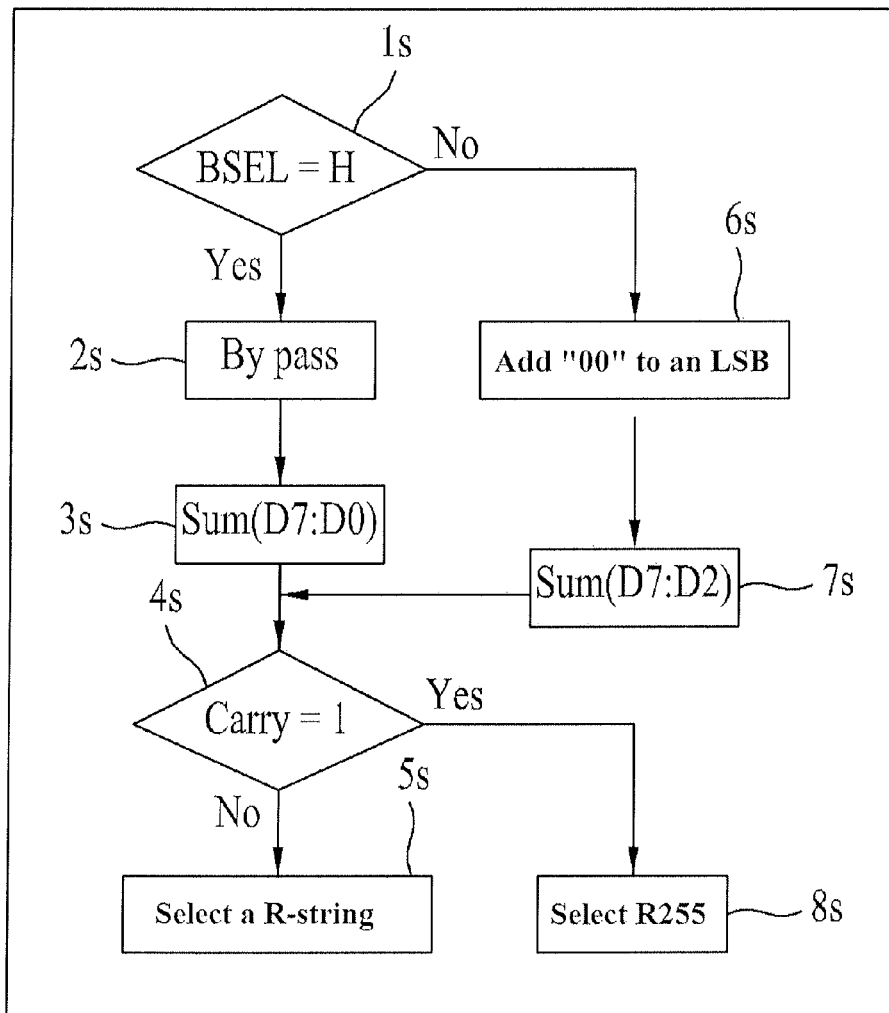 1s
BSEL = H
No
Yes
6s
2s
By pass
Add "00" to an LSB
3s
Sum(D7:D0)
Sum(D7:D2)
7s
4s
Carry = 1
Yes
No
5s
Select a R-string
Select R255
8s